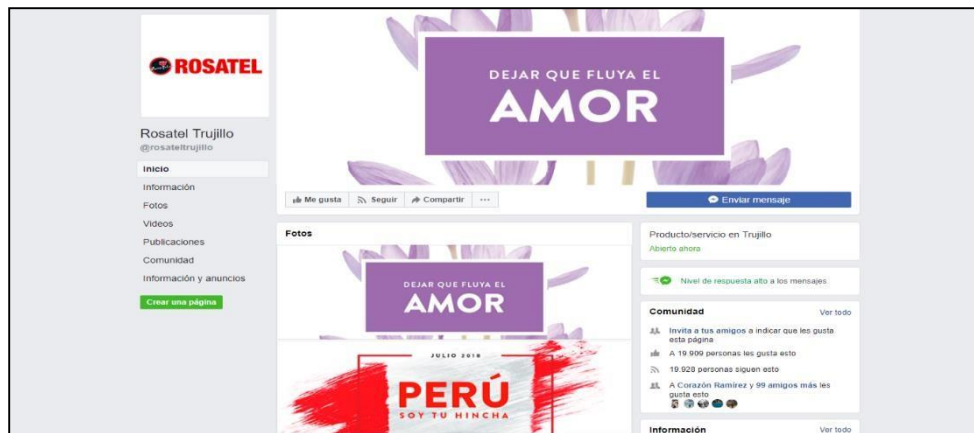 ROSATEL
Rosatel Trujillo
@rosateltrujillo
Inicio
Información
Fotos
Videos
Publicaciones
Comunidad
Información y anuncios
Crear una página
DEJAR QUE FLUYA EL
AMOR
Me gusta
Seguir
Compartir
Enviar mensaje
Fotos
DEJAR QUE FLUYA EL
AMOR
JULIO 2018
PERÚ
SOY TU HINCHA
Producto/servicio en Trujillo
Abierto ahora
Nivel de respuesta alto a los mensajes
Comunidad
Ver todo
Invita a tus amigos a indicar que les gusta
esta página
A 19.909 personas les gusta esto
19.928 personas siguen esto
A Corazón Ramírez y 99 amigos más les
gusta esto
Información
Ver todo